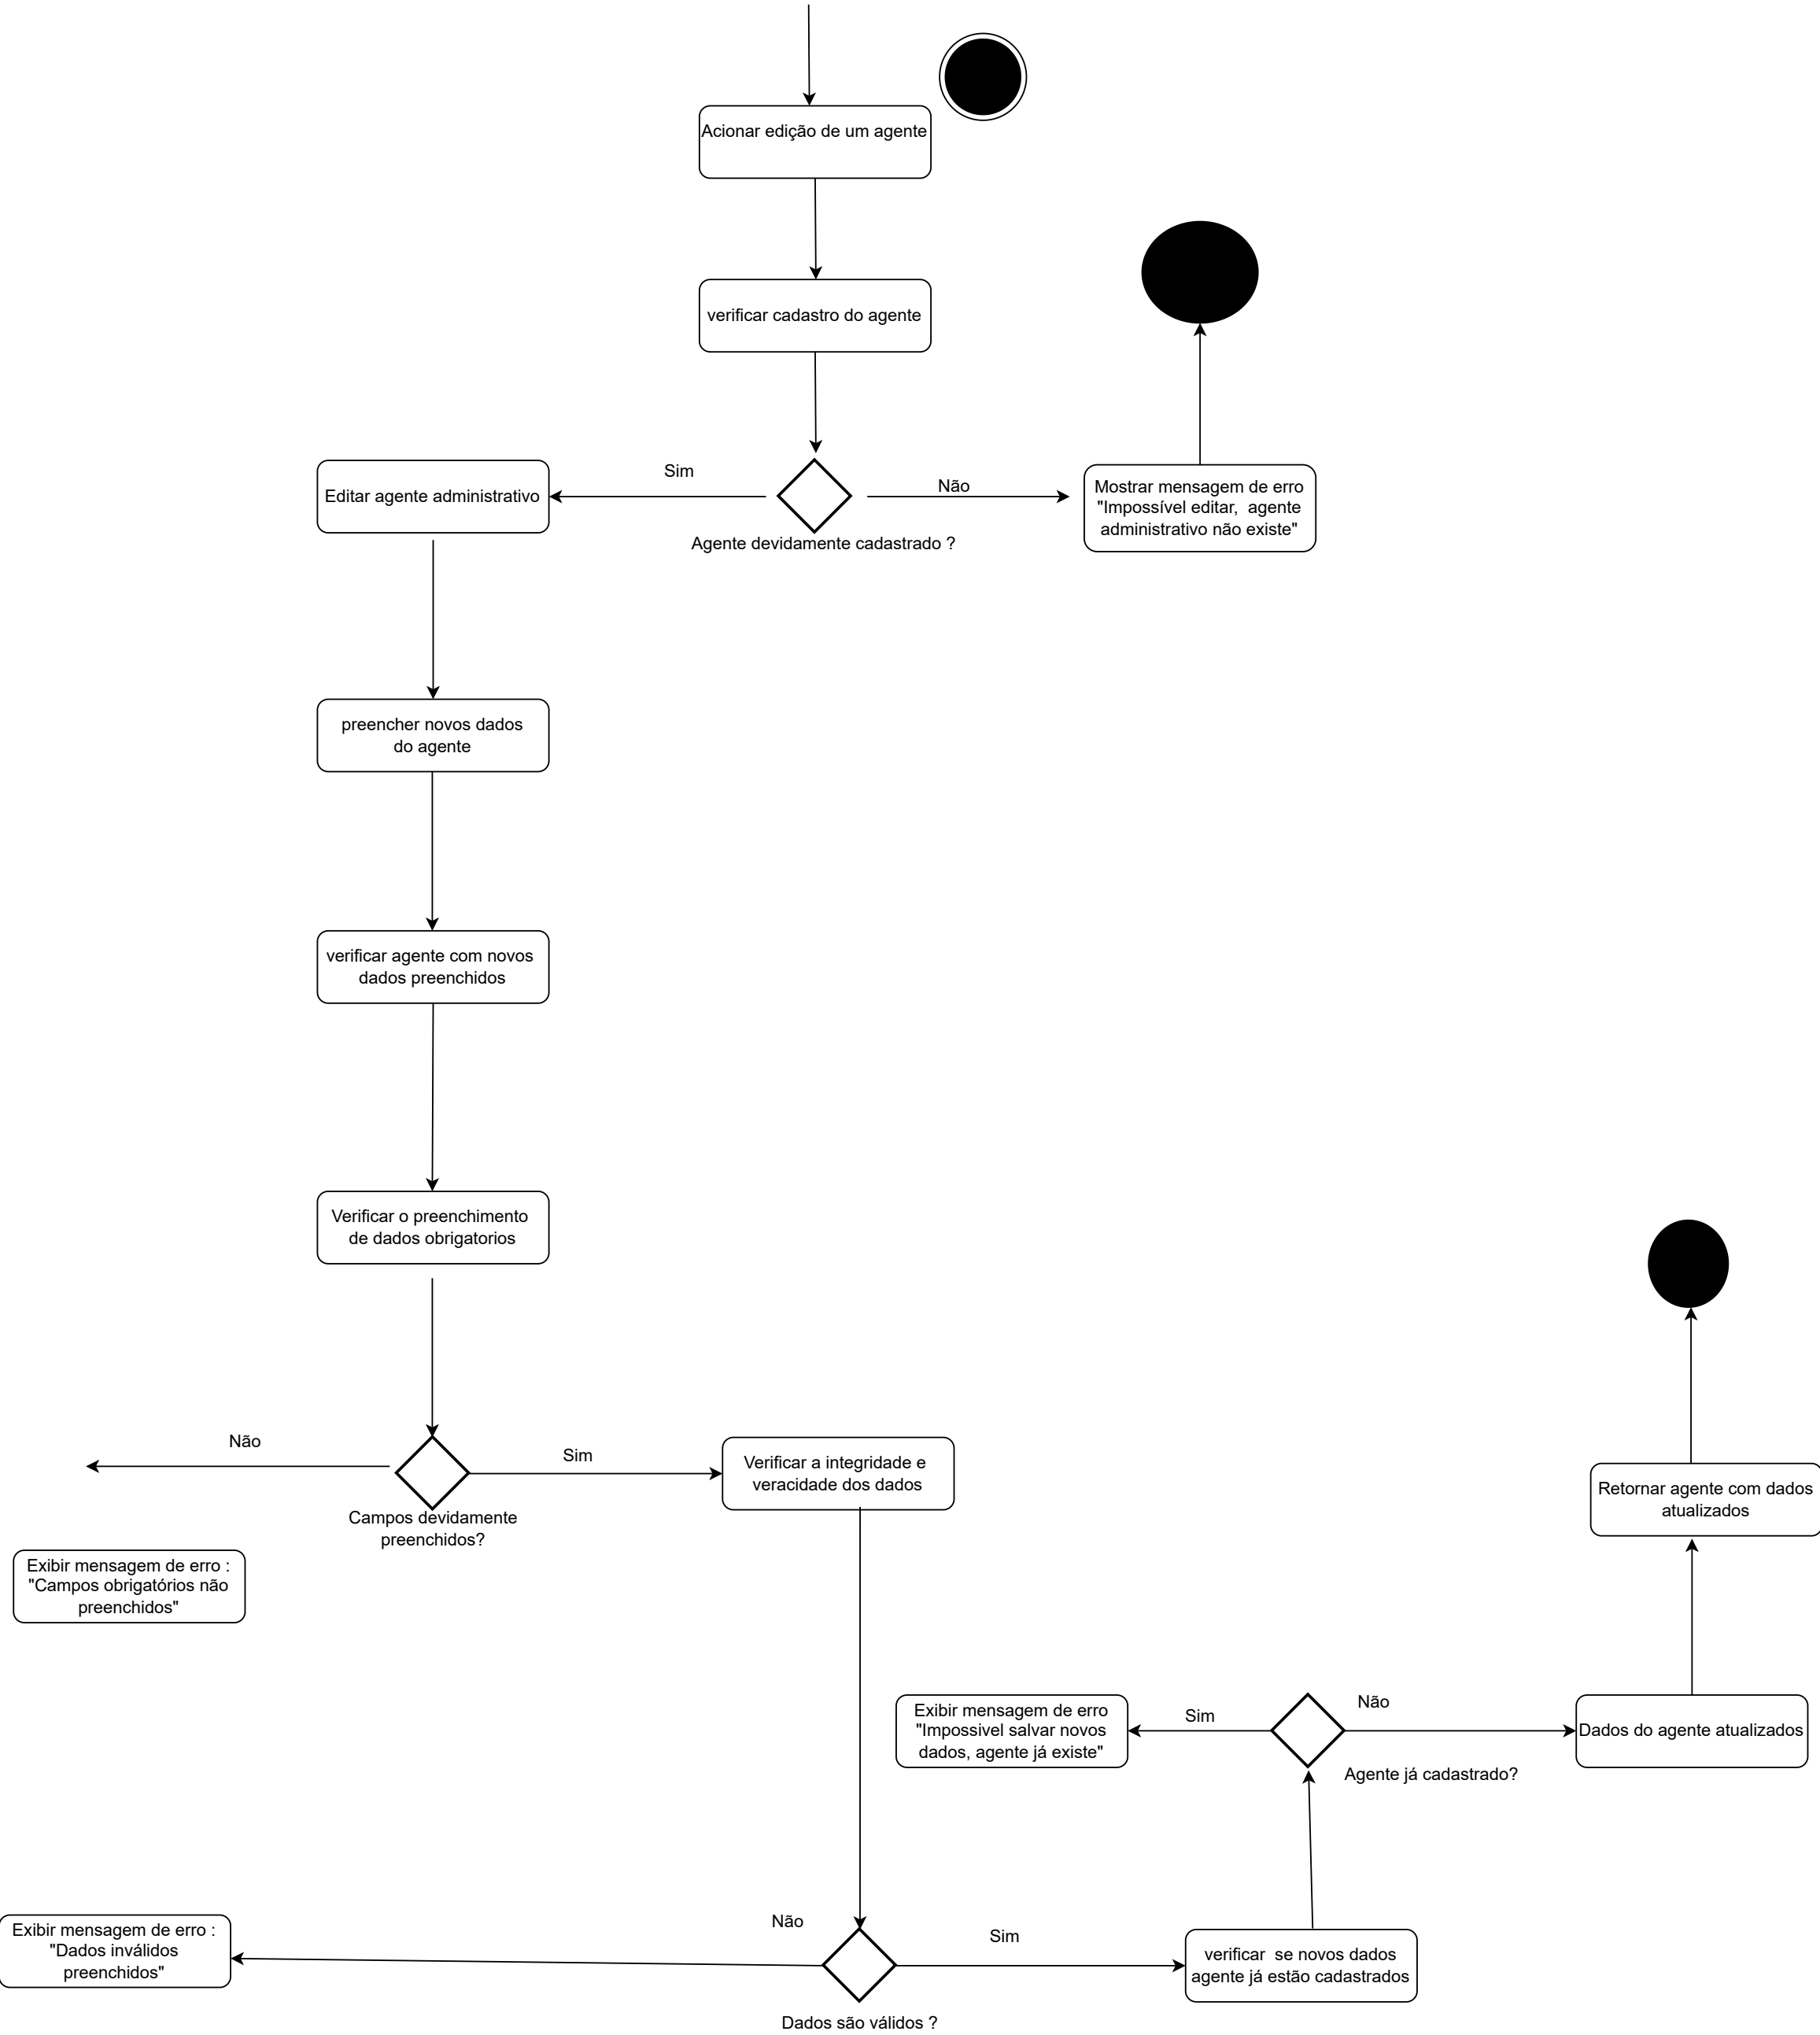 Acionar edição de um agente
verificar cadastro do agente
Sim
Não
Editar agente administrativo
Mostrar mensagem de erro
"Impossível editar,  agente
administrativo não existe"
Agente devidamente cadastrado ?
preencher novos dados
do agente
verificar agente com novos
dados preenchidos
Verificar o preenchimento
de dados obrigatorios
Não
Sim
Verificar a integridade e
veracidade dos dados
Campos devidamente
preenchidos?
Retornar agente com dados
atualizados
Exibir mensagem de erro :
"Campos obrigatórios não
preenchidos"
Exibir mensagem de erro
"Impossivel salvar novos
dados, agente já existe"
Sim
Não
Dados do agente atualizados
Agente já cadastrado?
Não
Sim
Exibir mensagem de erro :
"Dados inválidos
preenchidos"
verificar  se novos dados
agente já estão cadastrados
Dados são válidos ?